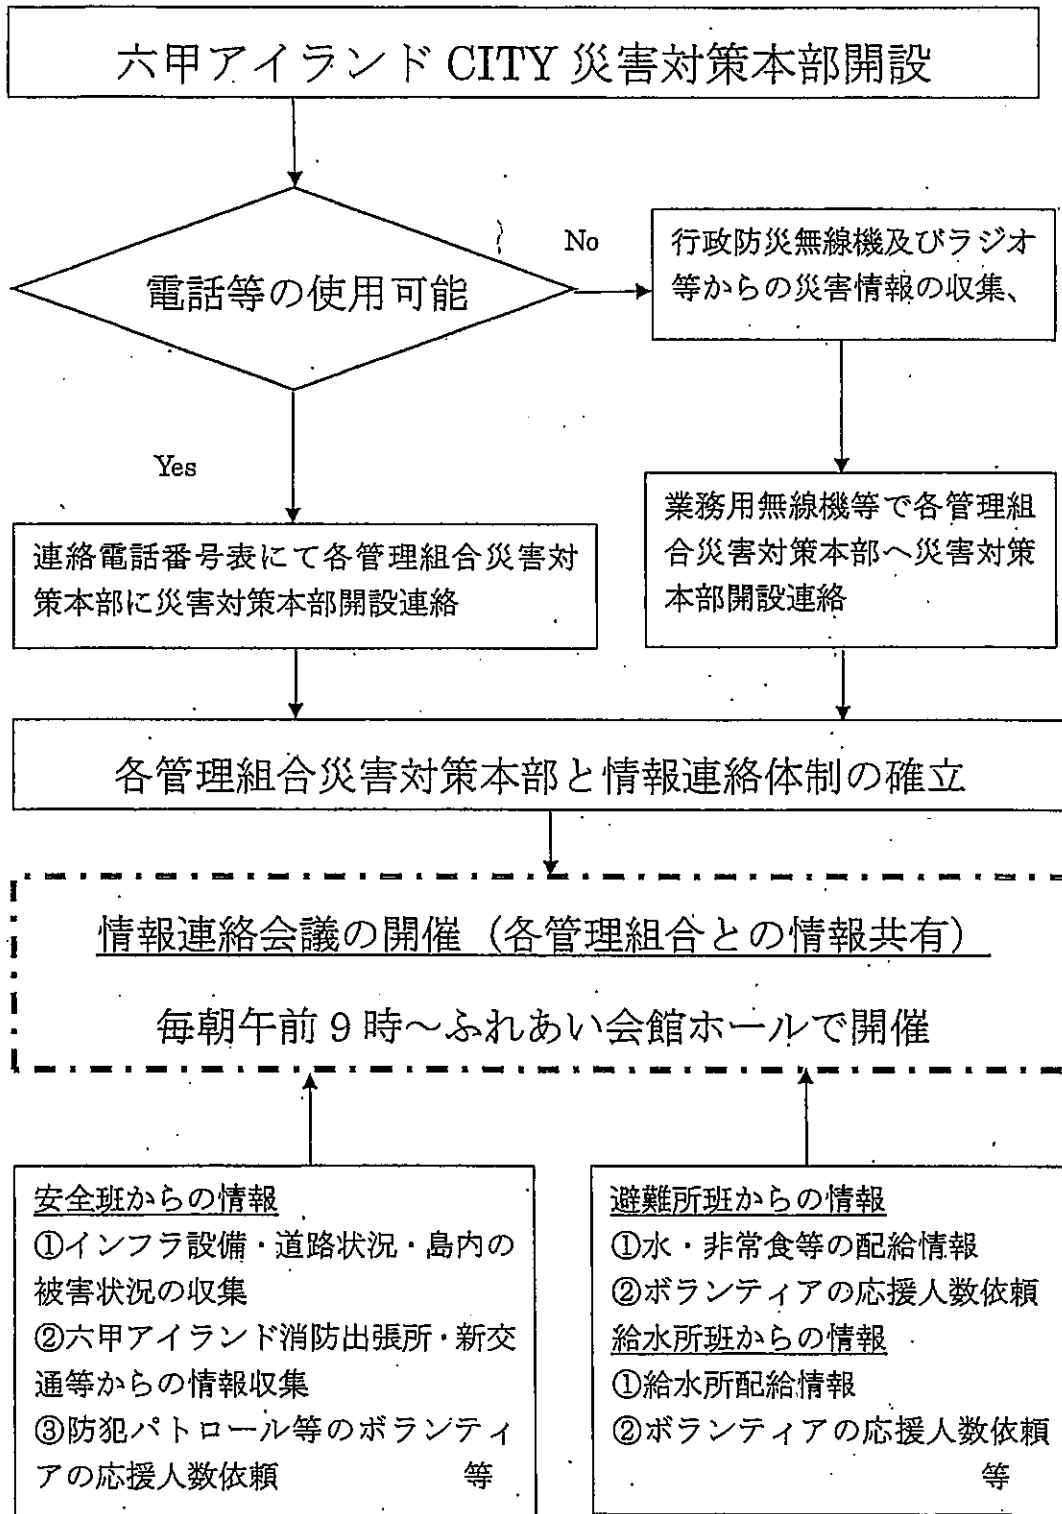 六甲アイランド CITY 災害対策本部開設
電話等の使用可能
No
行政防災無線機及びラジオ
等からの災害情報の収集、
Yes
連絡電話番号表にて各管理組合災害対
策本部に災害対策本部開設連絡
業務用無線機等で各管理組
合災害対策本部へ災害対策
本部開設連絡
各管理組合災害対策本部と情報連絡体制の確立
情報連絡会議の開催（各管理組合との情報共有）
毎朝午前 9 時～ふれあい会館ホールで開催
安全班からの情報
①インフラ設備・道路状況・島内の
被害状況の収集
②六甲アイランド消防出張所・新交
通等からの情報収集
③防犯パトロール等のボランティ
アの応援人数依頼 等
避難所班からの情報
①水・非常食等の配給情報
②ボランティアの応援人数依頼
給水所班からの情報
①給水所配給情報
②ボランティアの応援人数依頼
等